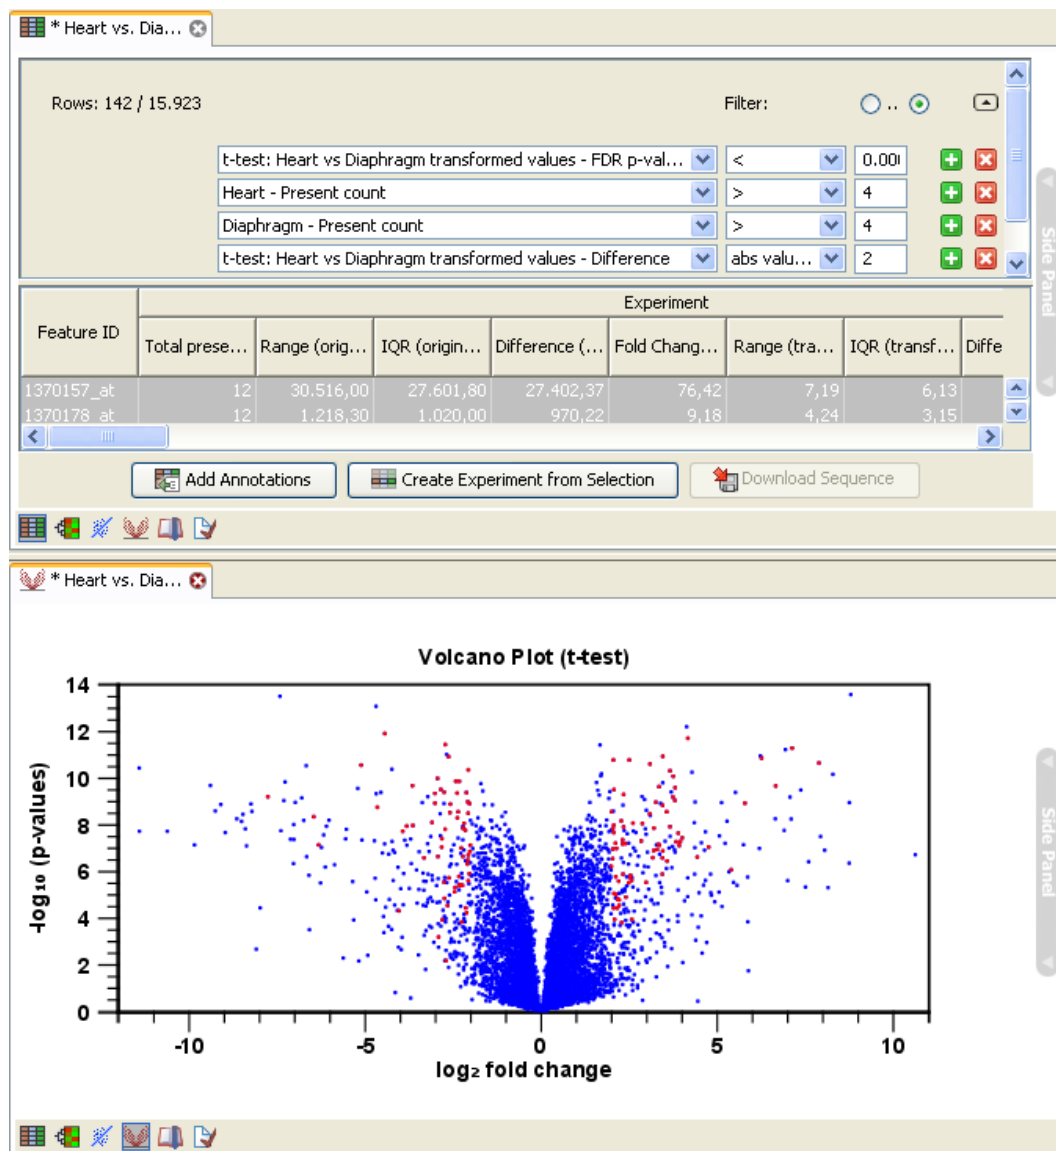 * Heart vs. Dia...
Rows: 142 / 15.923 Filter: ..
t-test: Heart vs Diaphragm transformed values - FDR p-val... < 0.00
Heart - Present count > 4
Diaphragm - Present count > 4
t-test: Heart vs Diaphragm transformed values - Difference abs valu... 2
Experiment
Feature ID Total prese... Range (orig... IQR (origin... Difference (... Fold Chang... Range (tra... IQR (transf... Diffe
1370157_at 12 30.516,00 27.601,80 27.402,37 76,42 7,19 6,13
1370178_at 12 1.218,30 1.020,00 970,22 9,18 4,24 3,15
Add Annotations Create Experiment from Selection Download Sequence
Side Panel
* Heart vs. Dia...
Volcano Plot (t-test)
14
12
10
8
6
4
2
0
-log₁₀ (p-values)
-10 -5 0 5 10
log₂ fold change
Side Panel